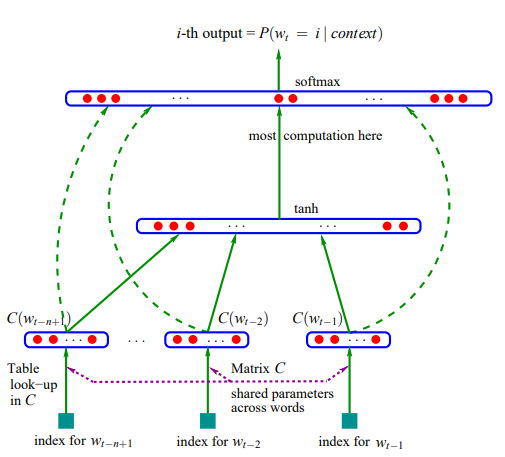 i-th output = P(w_t = i | context)
softmax
. . .
. . .
most computation here
tanh
. . .
. . .
C(w_{t−n+1}) C(w_{t−2}) C(w_{t−1})
. . . . . . . . . . . .
Table
look−up
in C
Matrix C
shared parameters
across words
index for w_{t−n+1} index for w_{t−2} index for w_{t−1}